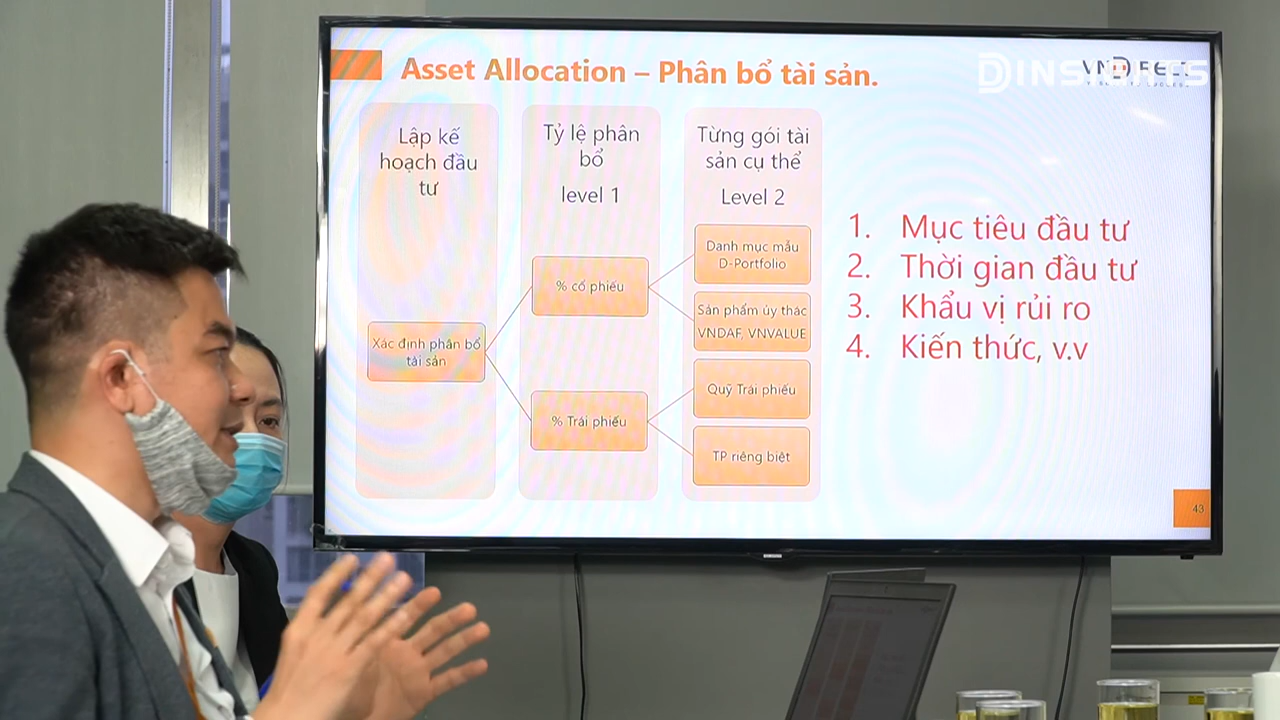 Asset Allocation – Phân bổ tài sản.
DINSIGHTS
Lập kế
hoạch đầu
tư
Tỷ lệ phân
bổ
level 1
Từng gói tài
sản cụ thể
Level 2
Xác định phân bổ
tài sản
% cổ phiếu
% Trái phiếu
Danh mục mẫu
D-Portfolio
Sản phẩm ủy thác
VNDAF, VNVALUE
Quỹ Trái phiếu
TP riêng biệt
1. Mục tiêu đầu tư
2. Thời gian đầu tư
3. Khẩu vị rủi ro
4. Kiến thức, v.v
43